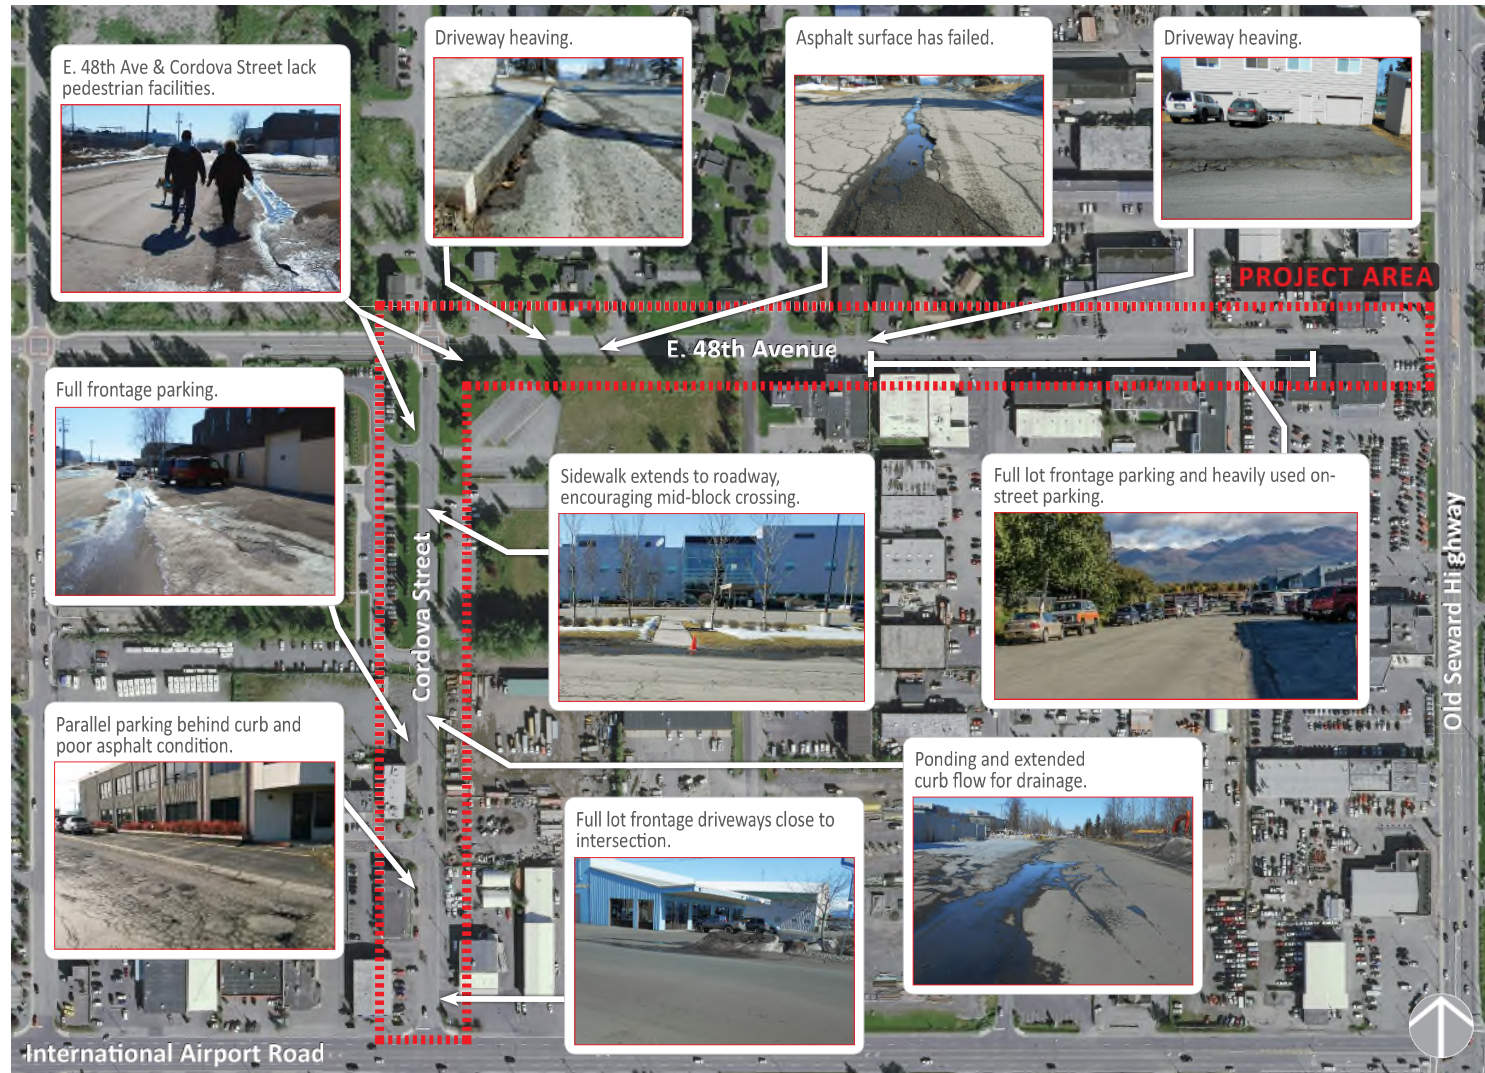 E. 48th Ave & Cordova Street lack
pedestrian facilities.
Driveway heaving.
Asphalt surface has failed.
Driveway heaving.
PROJECT AREA
E. 48th Avenue
Full frontage parking.
Sidewalk extends to roadway,
encouraging mid-block crossing.
Full lot frontage parking and heavily used on-
street parking.
Cordova Street
Old Seward Highway
Parallel parking behind curb and
poor asphalt condition.
Ponding and extended
curb flow for drainage.
Full lot frontage driveways close to
intersection.
International Airport Road